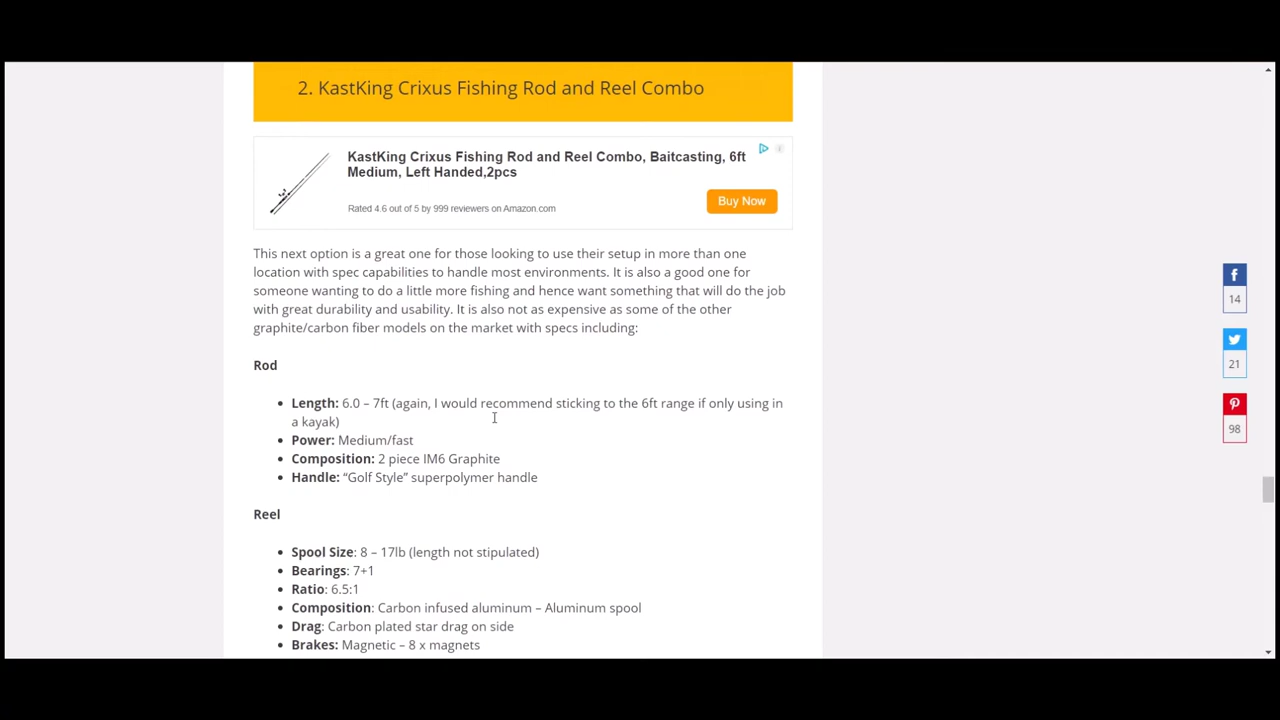 2. KastKing Crixus Fishing Rod and Reel Combo
KastKing Crixus Fishing Rod and Reel Combo, Baitcasting, 6ft
Medium, Left Handed,2pcs
Rated 4.6 out of 5 by 999 reviewers on Amazon.com
Buy Now
This next option is a great one for those looking to use their setup in more than one
location with spec capabilities to handle most environments. It is also a good one for
someone wanting to do a little more fishing and hence want something that will do the job
with great durability and usability. It is also not as expensive as some of the other
graphite/carbon fiber models on the market with specs including:
Rod
• Length: 6.0 – 7ft (again, I would recommend sticking to the 6ft range if only using in
a kayak)
• Power: Medium/fast
• Composition: 2 piece IM6 Graphite
• Handle: “Golf Style” superpolymer handle
Reel
• Spool Size: 8 – 17lb (length not stipulated)
• Bearings: 7+1
• Ratio: 6.5:1
• Composition: Carbon infused aluminum – Aluminum spool
• Drag: Carbon plated star drag on side
• Brakes: Magnetic – 8 x magnets
14
21
98